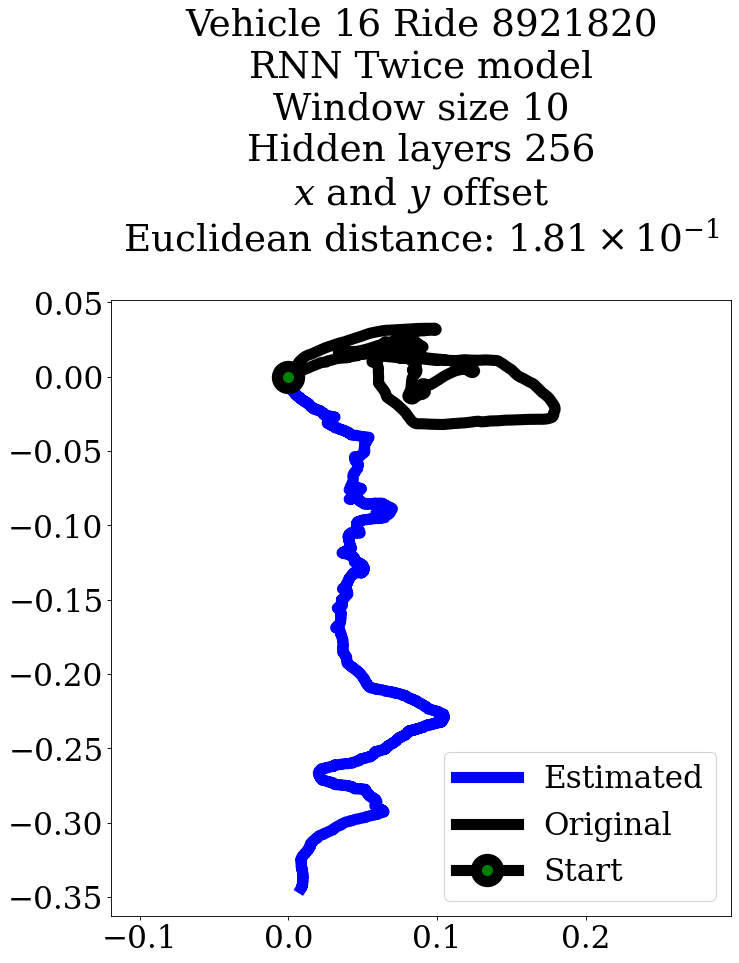 Vehicle 16 Ride 8921820
RNN Twice model
Window size 10
Hidden layers 256
x and y offset
Euclidean distance: 1.81 × 10⁻¹
0.05
0.00
−0.05
−0.10
−0.15
−0.20
−0.25
−0.30
−0.35
Estimated
Original
Start
−0.1
0.0
0.1
0.2